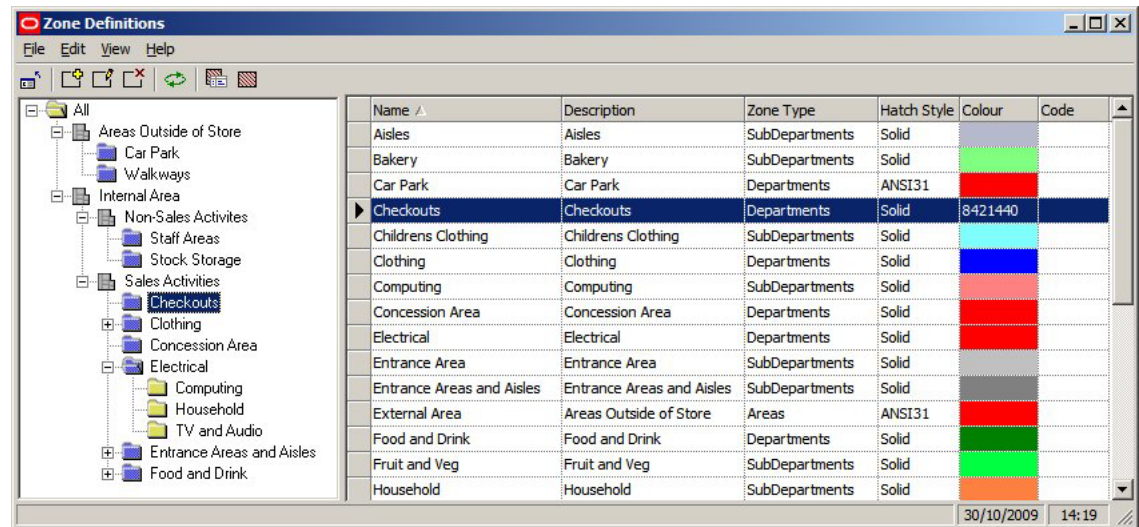 Zone Definitions
File Edit View Help
All
Areas Outside of Store
Car Park
Walkways
Internal Area
Non-Sales Activites
Staff Areas
Stock Storage
Sales Activities
Checkouts
Clothing
Concession Area
Electrical
Computing
Household
TV and Audio
Entrance Areas and Aisles
Food and Drink
Name Description Zone Type Hatch Style Colour Code
Aisles Aisles SubDepartments Solid
Bakery Bakery SubDepartments Solid
Car Park Car Park Departments ANSI31
Checkouts Checkouts Departments Solid 8421440
Childrens Clothing Childrens Clothing SubDepartments Solid
Clothing Clothing Departments Solid
Computing Computing SubDepartments Solid
Concession Area Concession Area Departments Solid
Electrical Electrical Departments Solid
Entrance Area Entrance Area SubDepartments Solid
Entrance Areas and Aisles Entrance Areas and Aisles SubDepartments Solid
External Area Areas Outside of Store Areas ANSI31
Food and Drink Food and Drink Departments Solid
Fruit and Veg Fruit and Veg SubDepartments Solid
Household Household SubDepartments Solid
30/10/2009 14:19